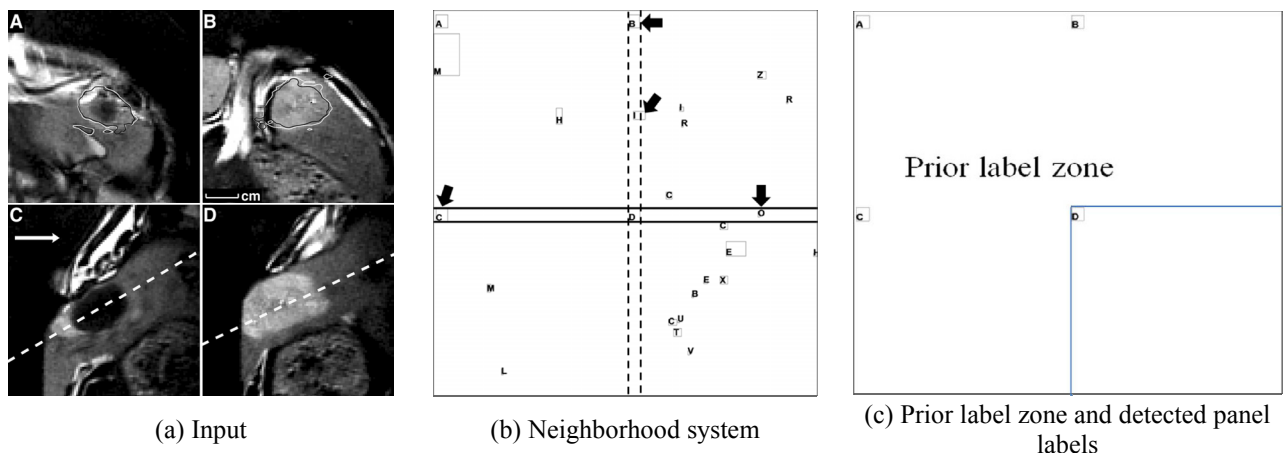 A
B
cm
C
D
A
B
M
Z
R
H
I
I
R
C
C
D
O
C
E
H
M
E
X
B
C
U
T
V
L
A
B
Prior label zone
C
D
(a) Input
(b) Neighborhood system
(c) Prior label zone and detected panel
labels